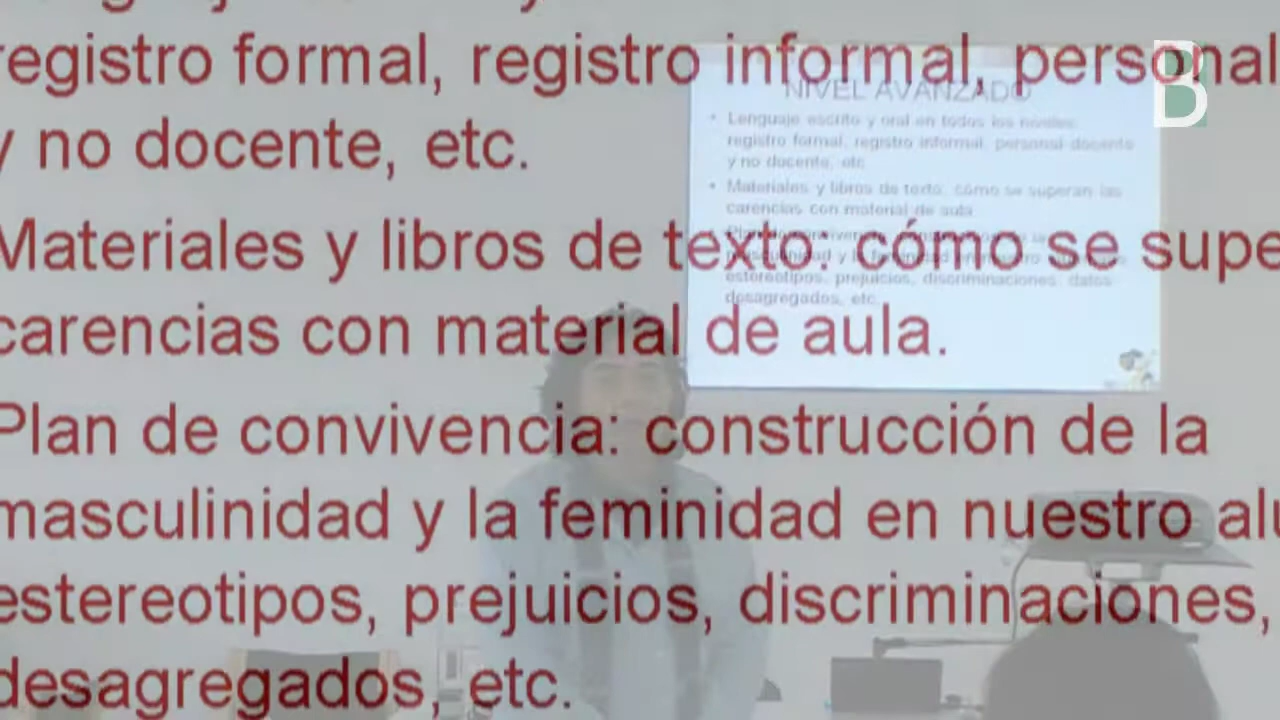 registro formal, registro informal, personal
y no docente, etc.
Materiales y libros de texto: cómo se supe
carencias con material de aula.
Plan de convivencia: construcción de la
masculinidad y la feminidad en nuestro alu
estereotipos, prejuicios, discriminaciones,
desagregados, etc.
B
NIVEL AVANZADO
• Lenguaje escrito y oral en todos los niveles:
registro formal, registro informal, personal docente
y no docente, etc.
• Materiales y libros de texto: cómo se superan las
carencias con material de aula.
estereotipos, prejuicios, discriminaciones, datos
desagregados, etc.